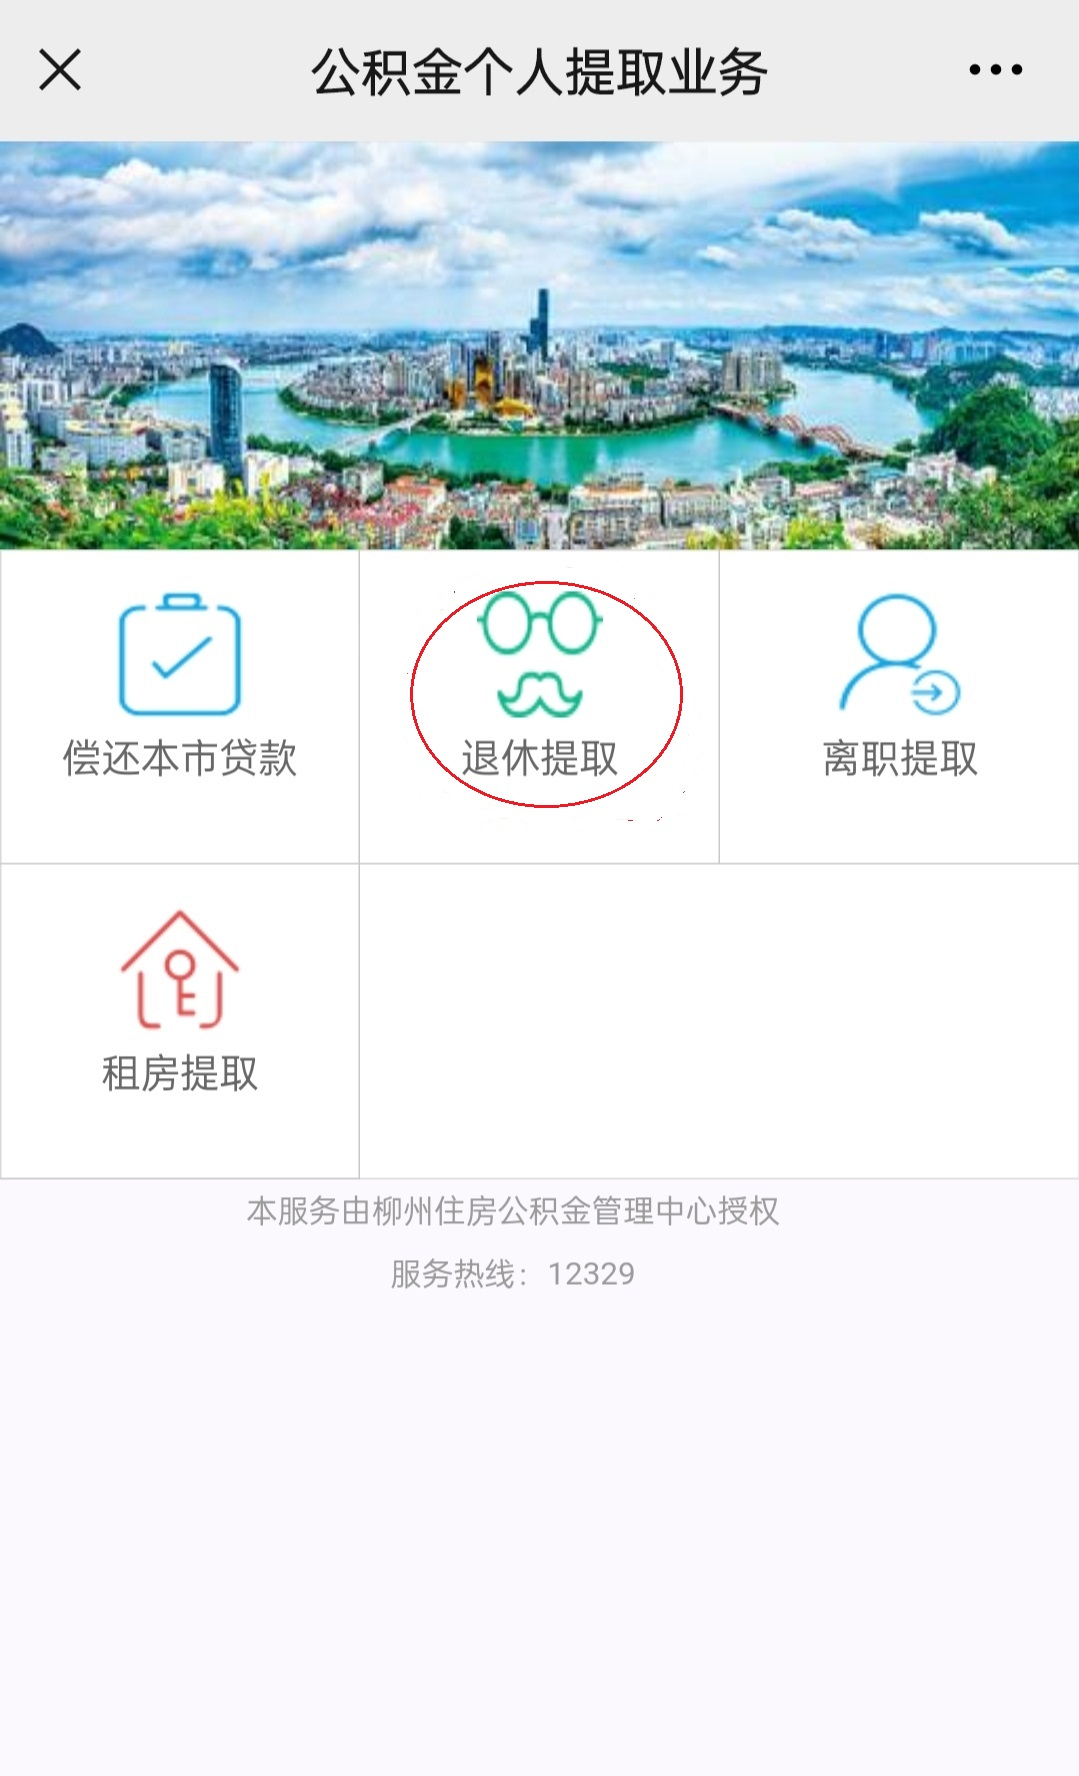 公积金个人提取业务
偿还本市贷款
退休提取
离职提取
租房提取
本服务由柳州住房公积金管理中心授权
服务热线：12329